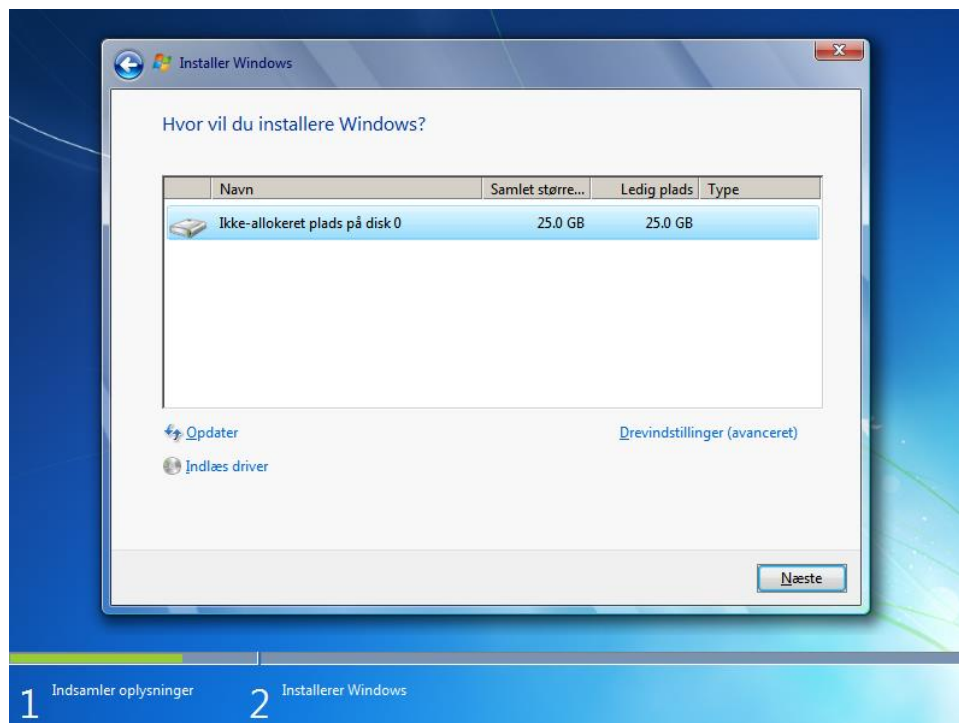 Installer Windows
Hvor vil du installere Windows?
Navn Samlet større... Ledig plads Type
Ikke-allokeret plads på disk 0 25.0 GB 25.0 GB
Opdater Drevindstillinger (avanceret)
Indlæs driver
Næste
1 Indsamler oplysninger 2 Installerer Windows